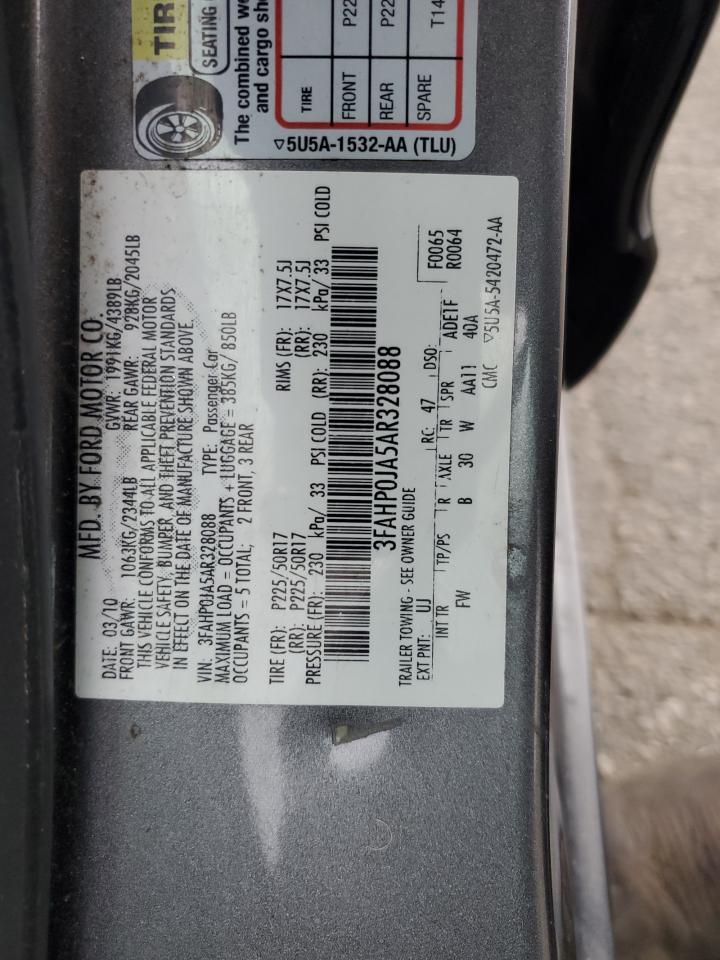 TIR
SEATING
The combined we
and cargo sho
TIRE
FRONT P22
REAR P22
SPARE T14
▽5U5A-1532-AA (TLU)
MFD. BY FORD MOTOR CO.
DATE: 03/10 GVWR: 1991KG/4389LB
FRONT GAWR: 1063KG/2344LB REAR GAWR: 928KG/2045LB
THIS VEHICLE CONFORMS TO ALL APPLICABLE FEDERAL MOTOR
VEHICLE SAFETY, BUMPER, AND THEFT PREVENTION STANDARDS
IN EFFECT ON THE DATE OF MANUFACTURE SHOWN ABOVE.
VIN: 3FAHP0JA5AR328088 TYPE: Passenger Car
MAXIMUM LOAD = OCCUPANTS + LUGGAGE = 385KG/ 850LB
OCCUPANTS = 5 TOTAL; 2 FRONT, 3 REAR
TIRE (FR): P225/50R17 RIMS (FR): 17X7.5J
(RR): P225/50R17 (RR): 17X7.5J
PRESSURE (FR): 230 kPa/ 33 PSI COLD (RR): 230 kPa/ 33 PSI COLD
3FAHP0JA5AR328088
TRAILER TOWING - SEE OWNER GUIDE F0065
EXT PNT: UJ RC: 47 DSO: R0064
INT TR TP/PS R AXLE TR SPR ADE1F
FW B 30 W AA11 40A
CMC ▽5U5A-5420472-AA